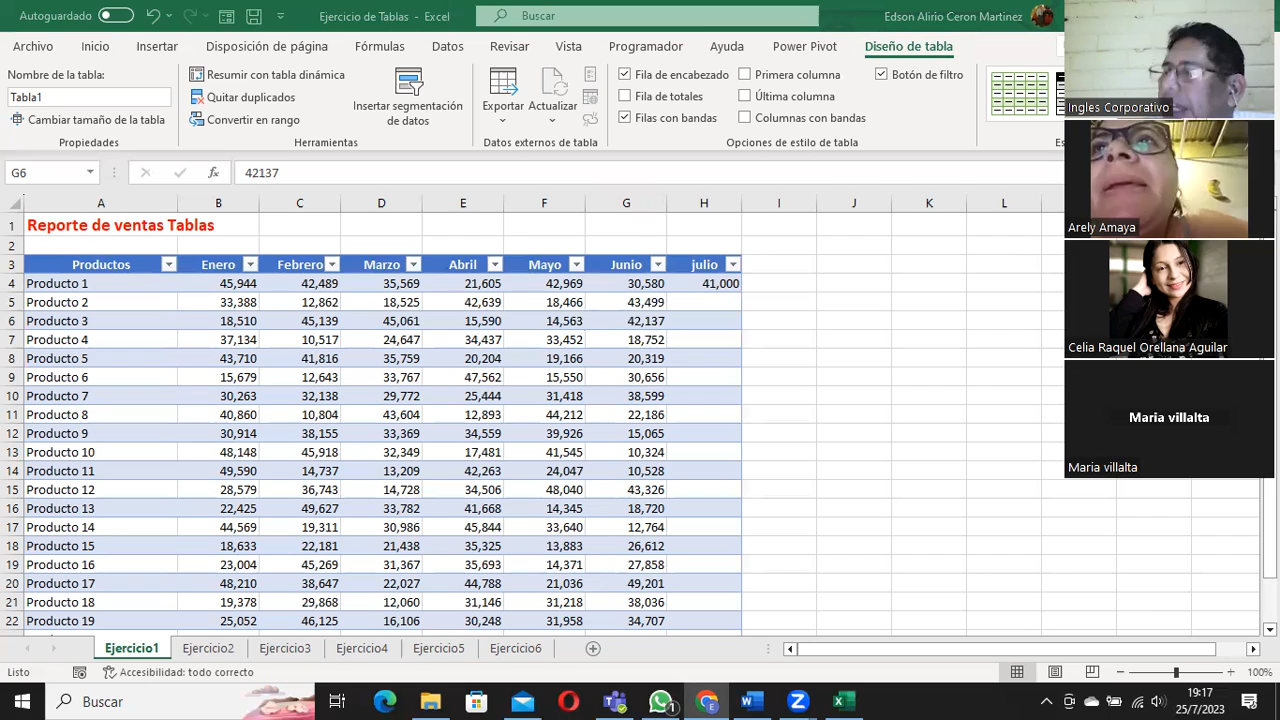 Autoguardado Ejercicio de Tablas - Excel Buscar Edson Alirio Ceron Martinez
Archivo Inicio Insertar Disposición de página Fórmulas Datos Revisar Vista Programador Ayuda Power Pivot Diseño de tabla
Nombre de la tabla:
Tabla1
Cambiar tamaño de la tabla
Propiedades
Resumir con tabla dinámica
Quitar duplicados
Convertir en rango
Insertar segmentación
de datos
Herramientas
Exportar Actualizar
Datos externos de tabla
Fila de encabezado Primera columna Botón de filtro
Fila de totales Última columna
Filas con bandas Columnas con bandas
Opciones de estilo de tabla
Es
G6 fx 42137
A B C D E F G H I J K L
1 Reporte de ventas Tablas
2
3 Productos Enero Febrero Marzo Abril Mayo Junio julio
4 Producto 1 45,944 42,489 35,569 21,605 42,969 30,580 41,000
5 Producto 2 33,388 12,862 18,525 42,639 18,466 43,499
6 Producto 3 18,510 45,139 45,061 15,590 14,563 42,137
7 Producto 4 37,134 10,517 24,647 34,437 33,452 18,752
8 Producto 5 43,710 41,816 35,759 20,204 19,166 20,319
9 Producto 6 15,679 12,643 33,767 47,562 15,550 30,656
10 Producto 7 30,263 32,138 29,772 25,444 31,418 38,599
11 Producto 8 40,860 10,804 43,604 12,893 44,212 22,186
12 Producto 9 30,914 38,155 33,369 34,559 39,926 15,065
13 Producto 10 48,148 45,918 32,349 17,481 41,545 10,324
14 Producto 11 49,590 14,737 13,209 42,263 24,047 10,528
15 Producto 12 28,579 36,743 14,728 34,506 48,040 43,326
16 Producto 13 22,425 49,627 33,782 41,668 14,345 18,720
17 Producto 14 44,569 19,311 30,986 45,844 33,640 12,764
18 Producto 15 18,633 22,181 21,438 35,325 13,883 26,612
19 Producto 16 23,004 45,269 31,367 35,693 14,371 27,858
20 Producto 17 48,210 38,647 22,027 44,788 21,036 49,201
21 Producto 18 19,378 29,868 12,060 31,146 31,218 38,036
22 Producto 19 25,052 46,125 16,106 30,248 31,958 34,707
Ejercicio1 Ejercicio2 Ejercicio3 Ejercicio4 Ejercicio5 Ejercicio6
Listo Accesibilidad: todo correcto 100%
Buscar
1
19:17
25/7/2023
Ingles Corporativo
Arely Amaya
Celia Raquel Orellana Aguilar
Maria villalta
Maria villalta